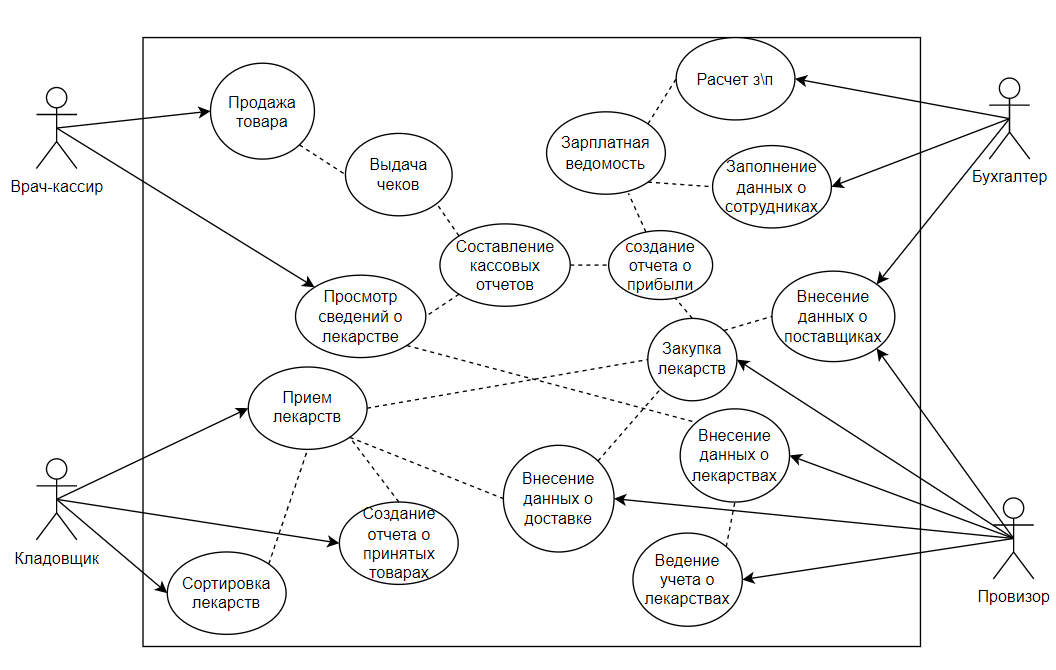 Расчет з\п
Продажа
товара
Зарплатная
ведомость
Выдача
чеков
Заполнение
данных о
сотрудниках
Врач-кассир
Бухгалтер
Составление
кассовых
отчетов
создание
отчета о
прибыли
Просмотр
сведений о
лекарстве
Внесение
данных о
поставщиках
Закупка
лекарств
Прием
лекарств
Внесение
данных о
лекарствах
Внесение
данных о
доставке
Создание
отчета о
принятых
товарах
Кладовщик
Сортировка
лекарств
Ведение
учета о
лекарствах
Провизор